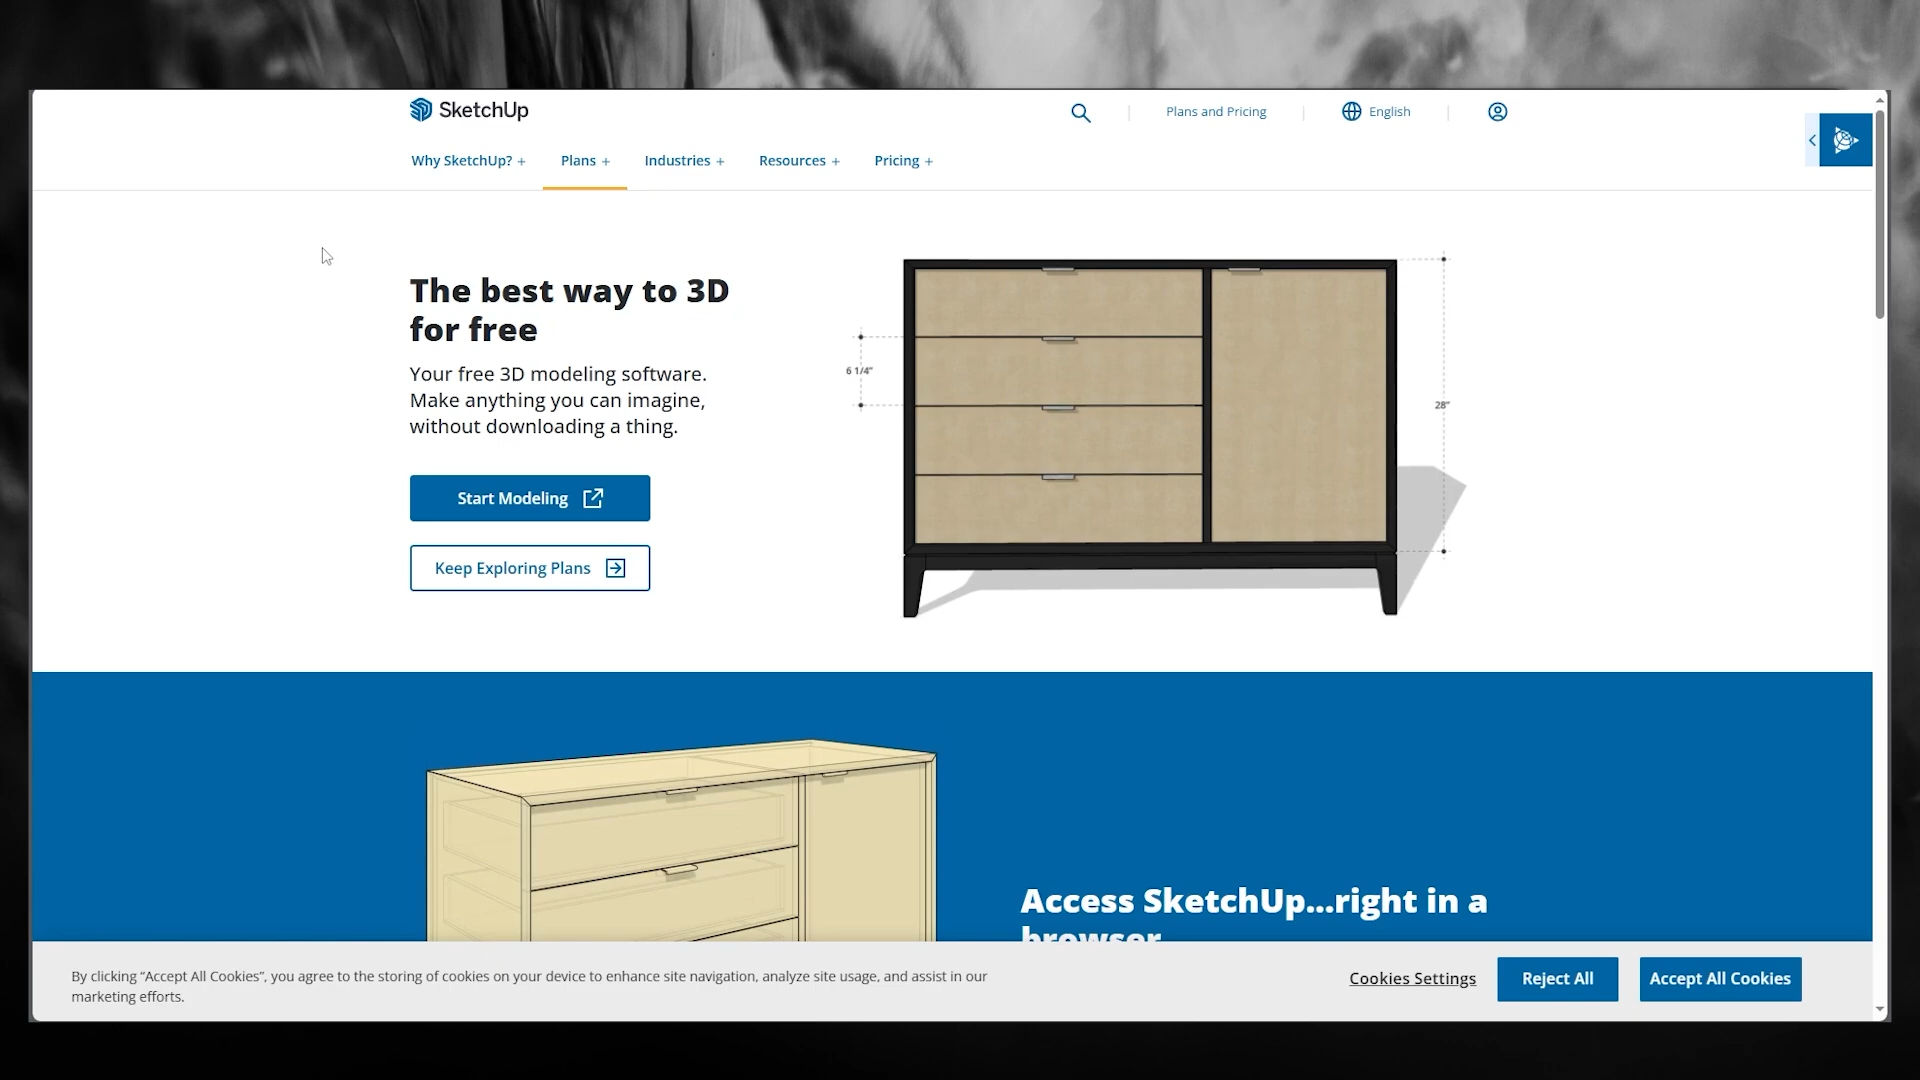 SketchUp
Plans and Pricing
English
Why SketchUp? +
Plans +
Industries +
Resources +
Pricing +
The best way to 3D
for free
Your free 3D modeling software.
Make anything you can imagine,
without downloading a thing.
Start Modeling
Keep Exploring Plans
6 1/4"
28"
Access SketchUp...right in a
browser
By clicking “Accept All Cookies”, you agree to the storing of cookies on your device to enhance site navigation, analyze site usage, and assist in our
marketing efforts.
Cookies Settings
Reject All
Accept All Cookies